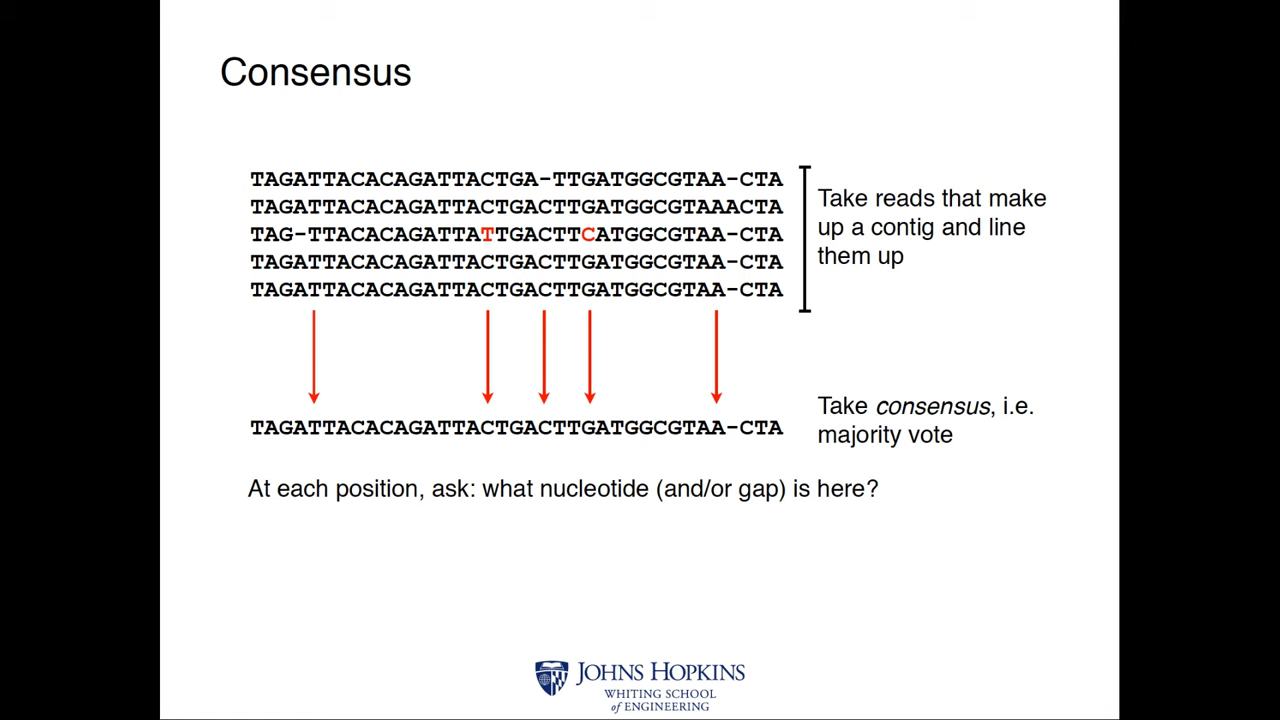 Consensus
TAGATTACACAGATTACTGA-TTGATGGCGTAA-CTA
TAGATTACACAGATTACTGACTTGATGGCGTAAACTA
TAG-TTACACAGATTATTGACTTCATGGCGTAA-CTA
TAGATTACACAGATTACTGACTTGATGGCGTAA-CTA
TAGATTACACAGATTACTGACTTGATGGCGTAA-CTA
Take reads that make
up a contig and line
them up
TAGATTACACAGATTACTGACTTGATGGCGTAA-CTA
Take consensus, i.e.
majority vote
At each position, ask: what nucleotide (and/or gap) is here?
JOHNS HOPKINS
WHITING SCHOOL
of ENGINEERING